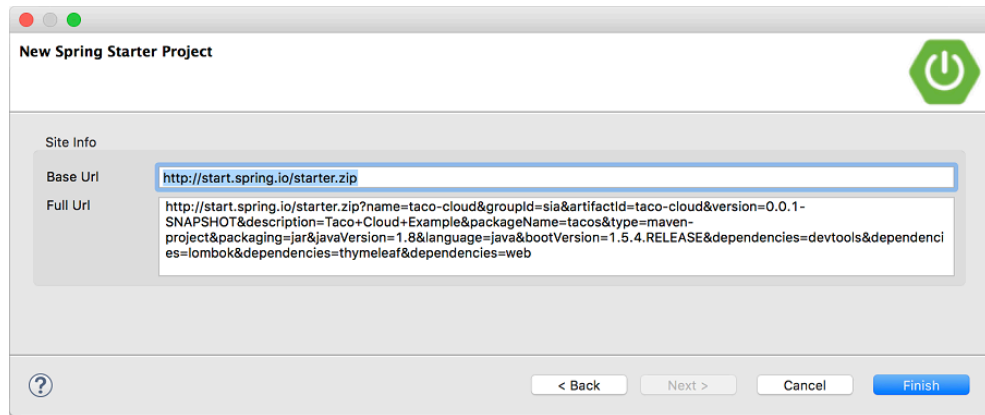 New Spring Starter Project
Site Info
Base Url
http://start.spring.io/starter.zip
Full Url
http://start.spring.io/starter.zip?name=taco-cloud&groupId=sia&artifactId=taco-cloud&version=0.0.1-
SNAPSHOT&description=Taco+Cloud+Example&packageName=tacos&type=maven-
project&packaging=jar&javaVersion=1.8&language=java&bootVersion=1.5.4.RELEASE&dependencies=devtools&dependenci
es=lombok&dependencies=thymeleaf&dependencies=web
?
< Back
Next >
Cancel
Finish